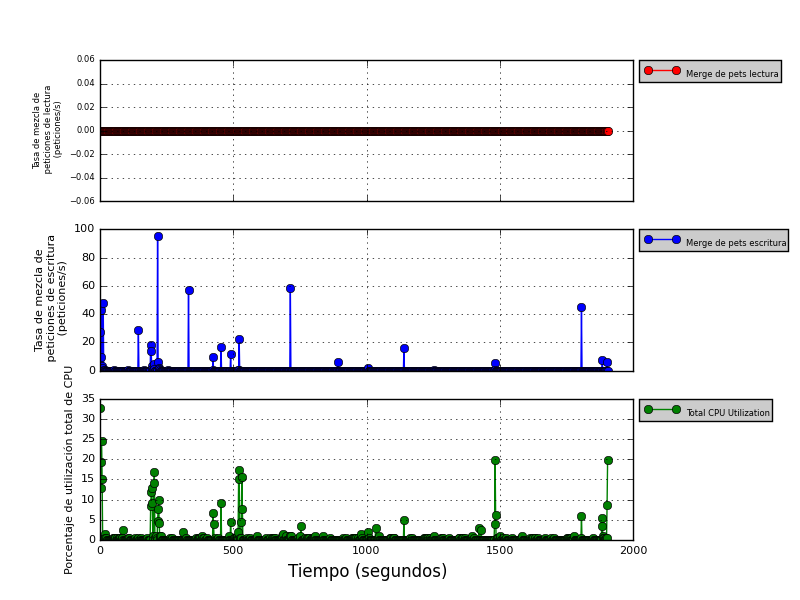 0.06
0.04
0.02
0.00
−0.02
−0.04
−0.06
Tasa de mezcla de
peticiones de lectura
(peticiones/s)
Merge de pets lectura
100
80
60
40
20
0
Tasa de mezcla de
peticiones de escritura
(peticiones/s)
Merge de pets escritura
35
30
25
20
15
10
5
0
Porcentaje de utilización total de CPU
Total CPU Utilization
0
500
1000
1500
2000
Tiempo (segundos)